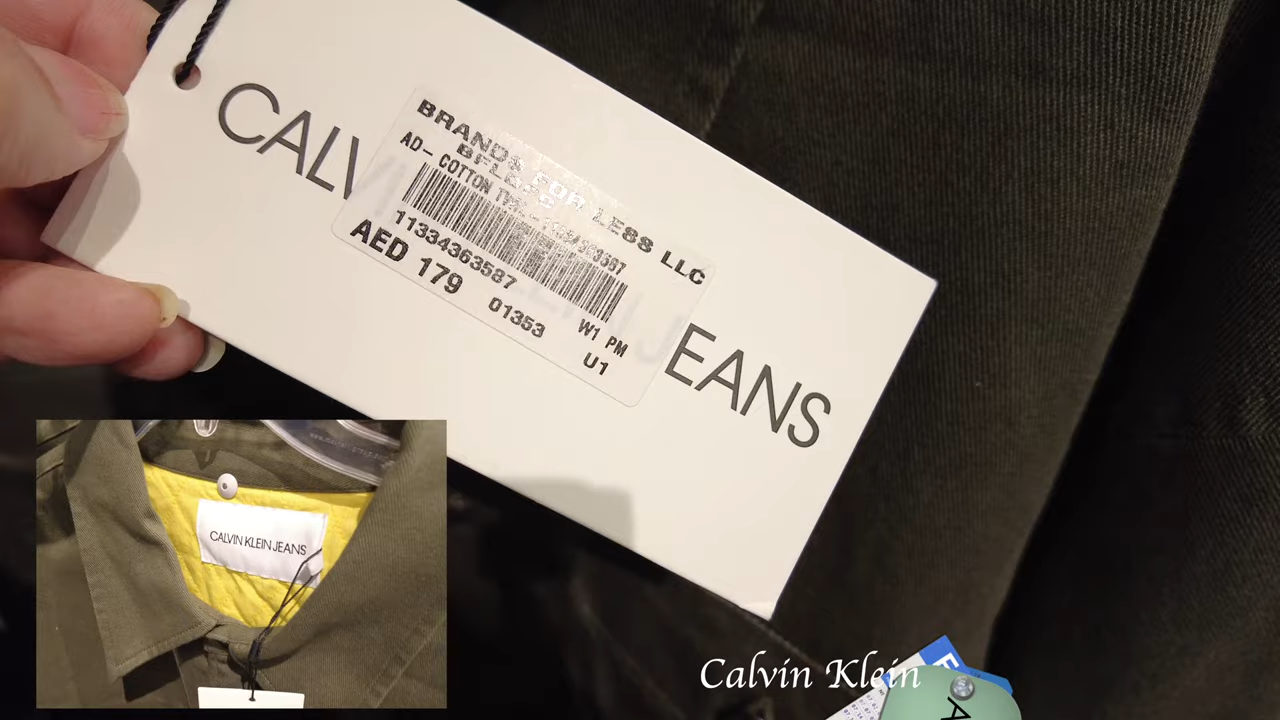 CALV
EANS
BRANDS FOR LESS LLC
BFL
AD- COTTON
11334363587
AED 179
01353
W1 PM
U1
CALVIN KLEIN JEANS
Calvin Klein